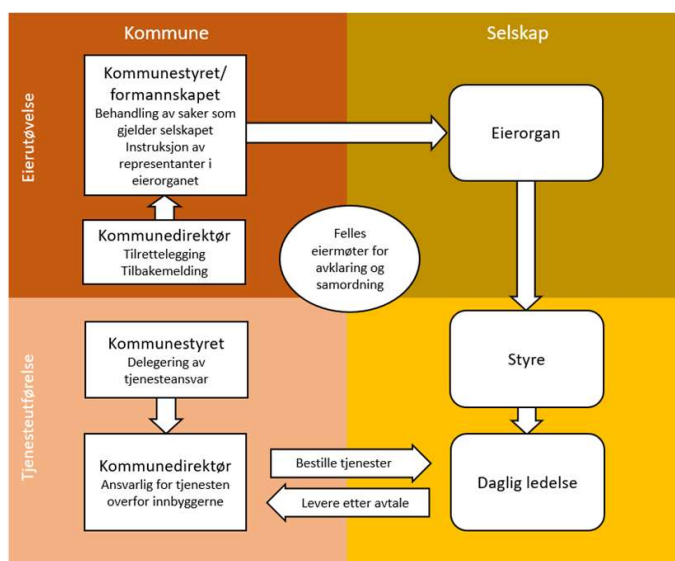 Kommune
Selskap
Eierutøvelse
Kommunestyret/
formannskapet
Behandling av saker som
gjelder selskapet
Instruksjon av
representanter i
eierorganet
Eierorgan
Kommunedirektør
Tilrettelegging
Tilbakemelding
Felles
eiermøter for
avklaring og
samordning
Tjenesteutførelse
Kommunestyret
Delegering av
tjenesteansvar
Styre
Kommunedirektør
Ansvarlig for tjenesten
overfor innbyggerne
Bestille tjenester
Levere etter avtale
Daglig ledelse